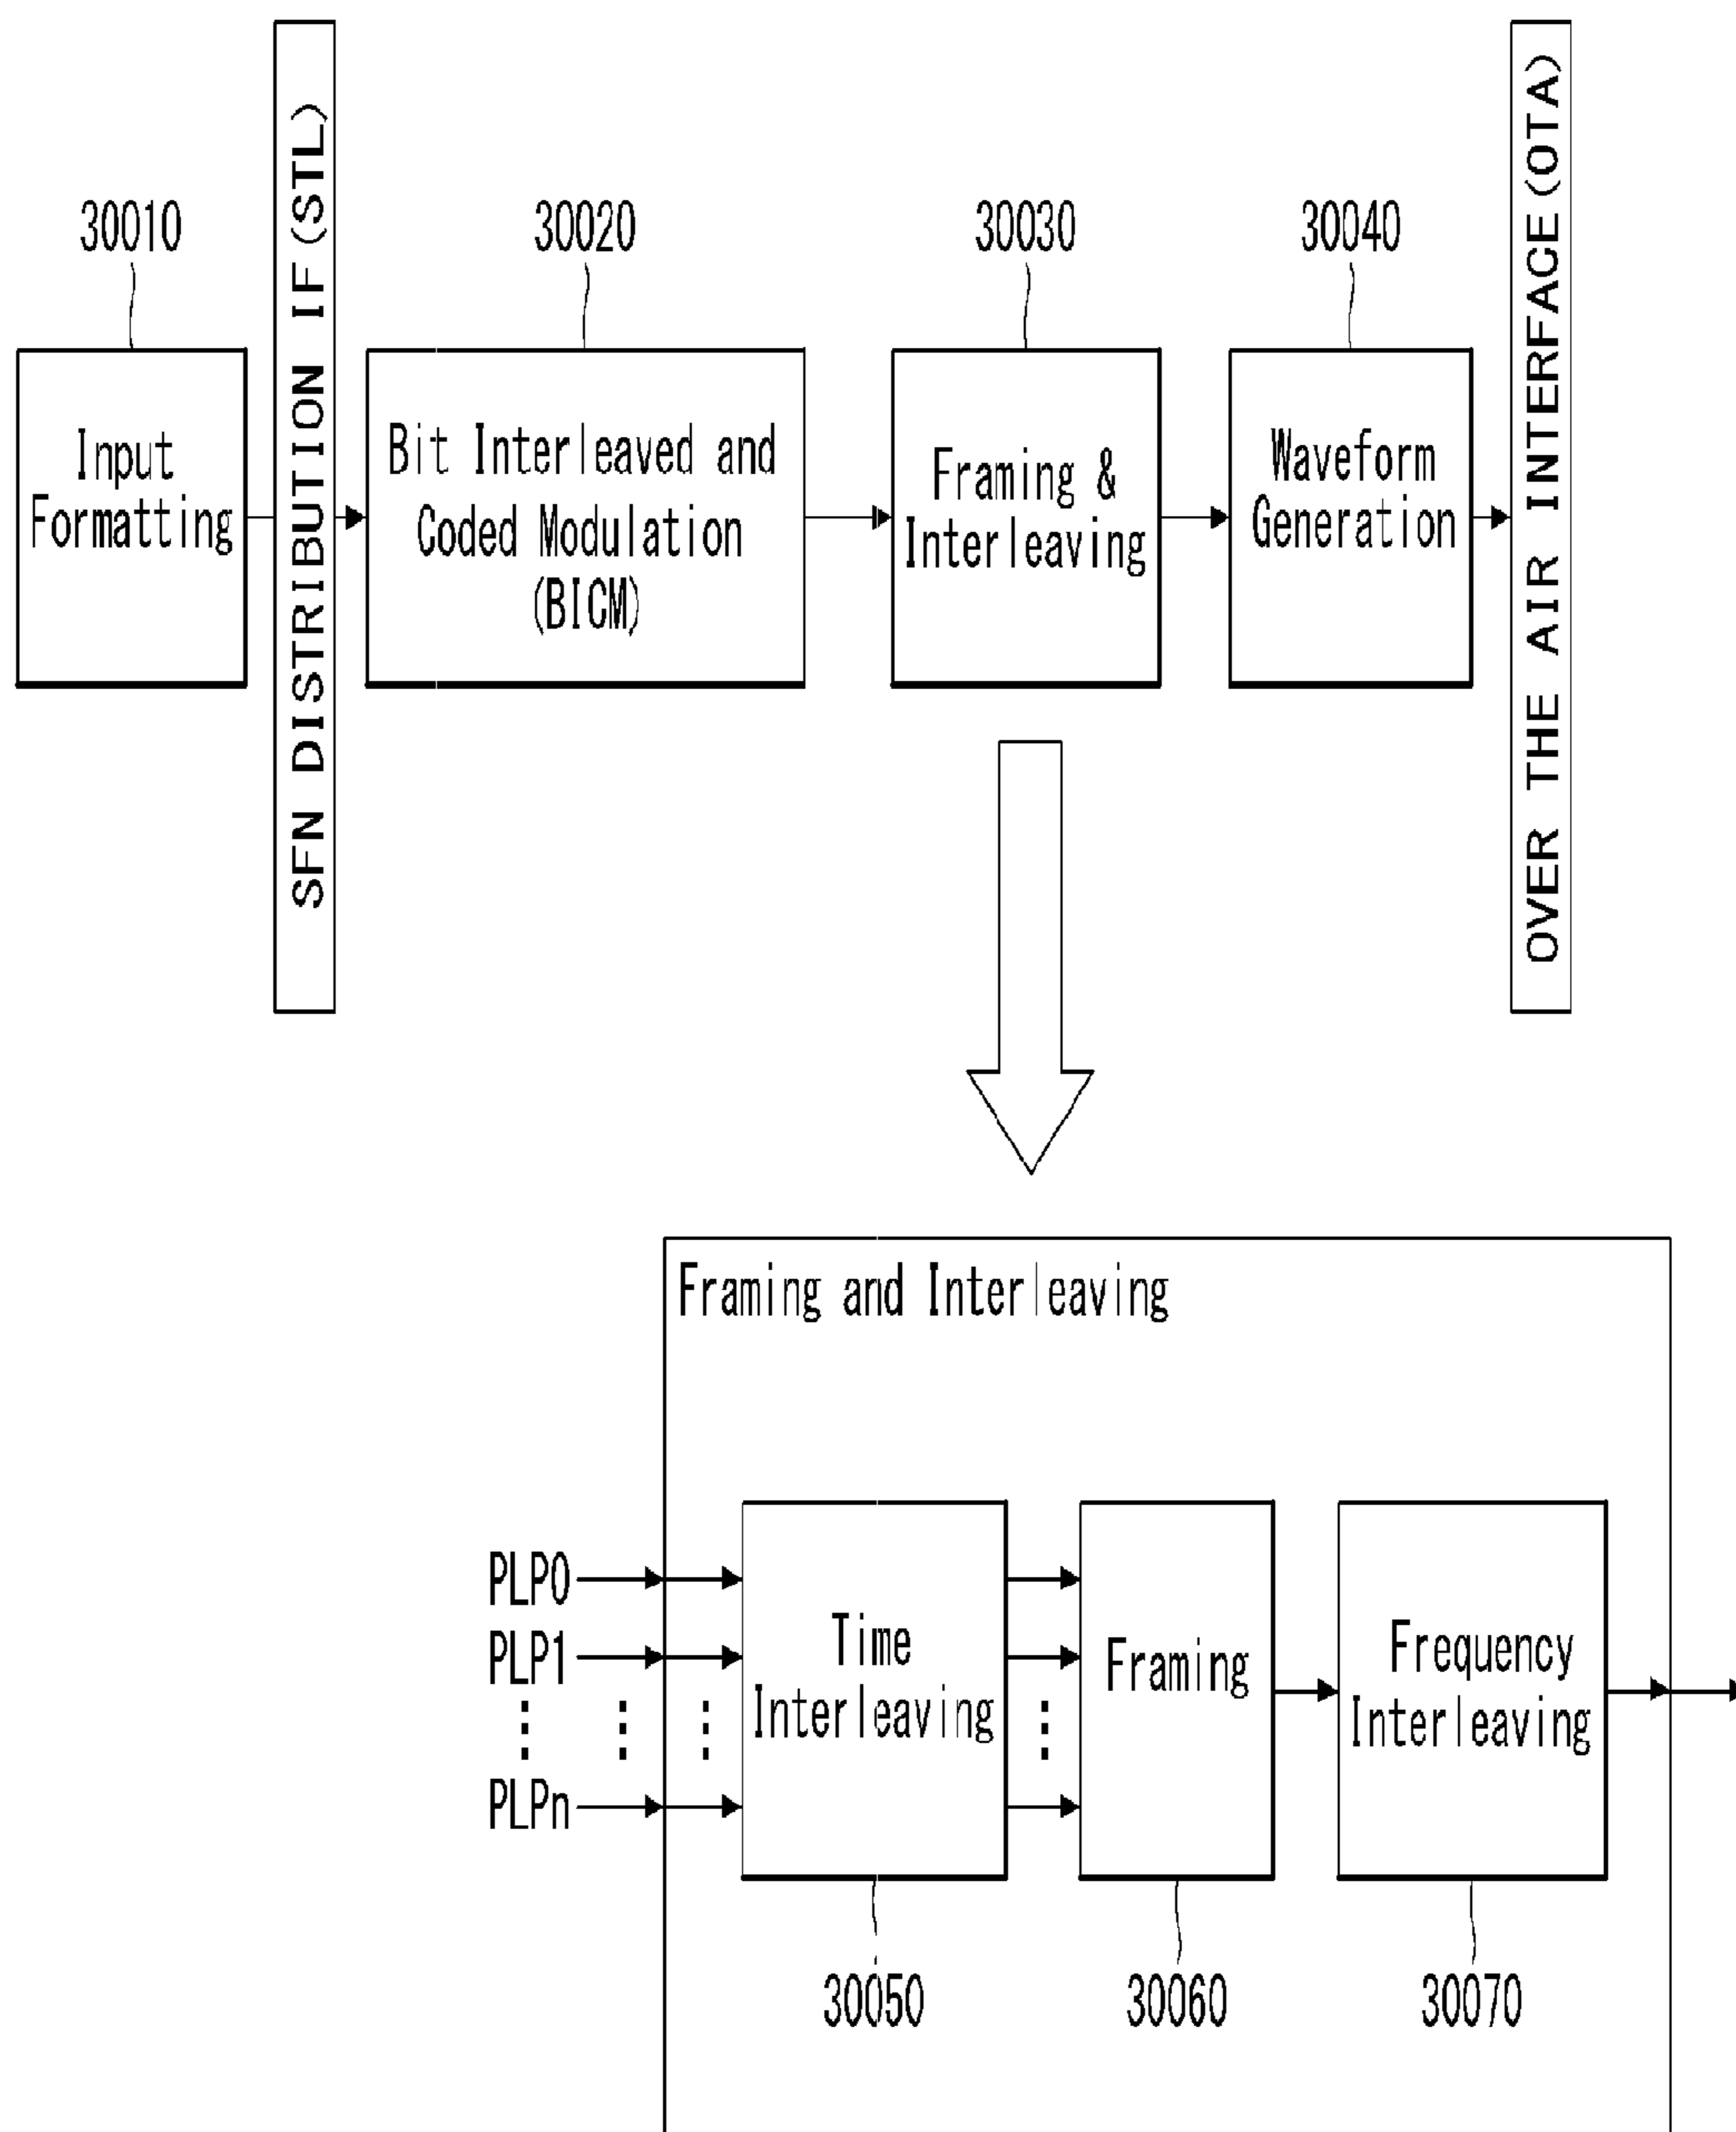 30010
30020
30030
30040
SFN DISTRIBUTION IF(STL)
OVER THE AIR INTERFACE(OTA)
Input
Formatting
Bit Interleaved and
Coded Modulation
(BICM)
Framing &
Interleaving
Waveform
Generation
Framing and Interleaving
PLP0
PLP1
PLPn
Time
Interleaving
Framing
Frequency
Interleaving
30050
30060
30070